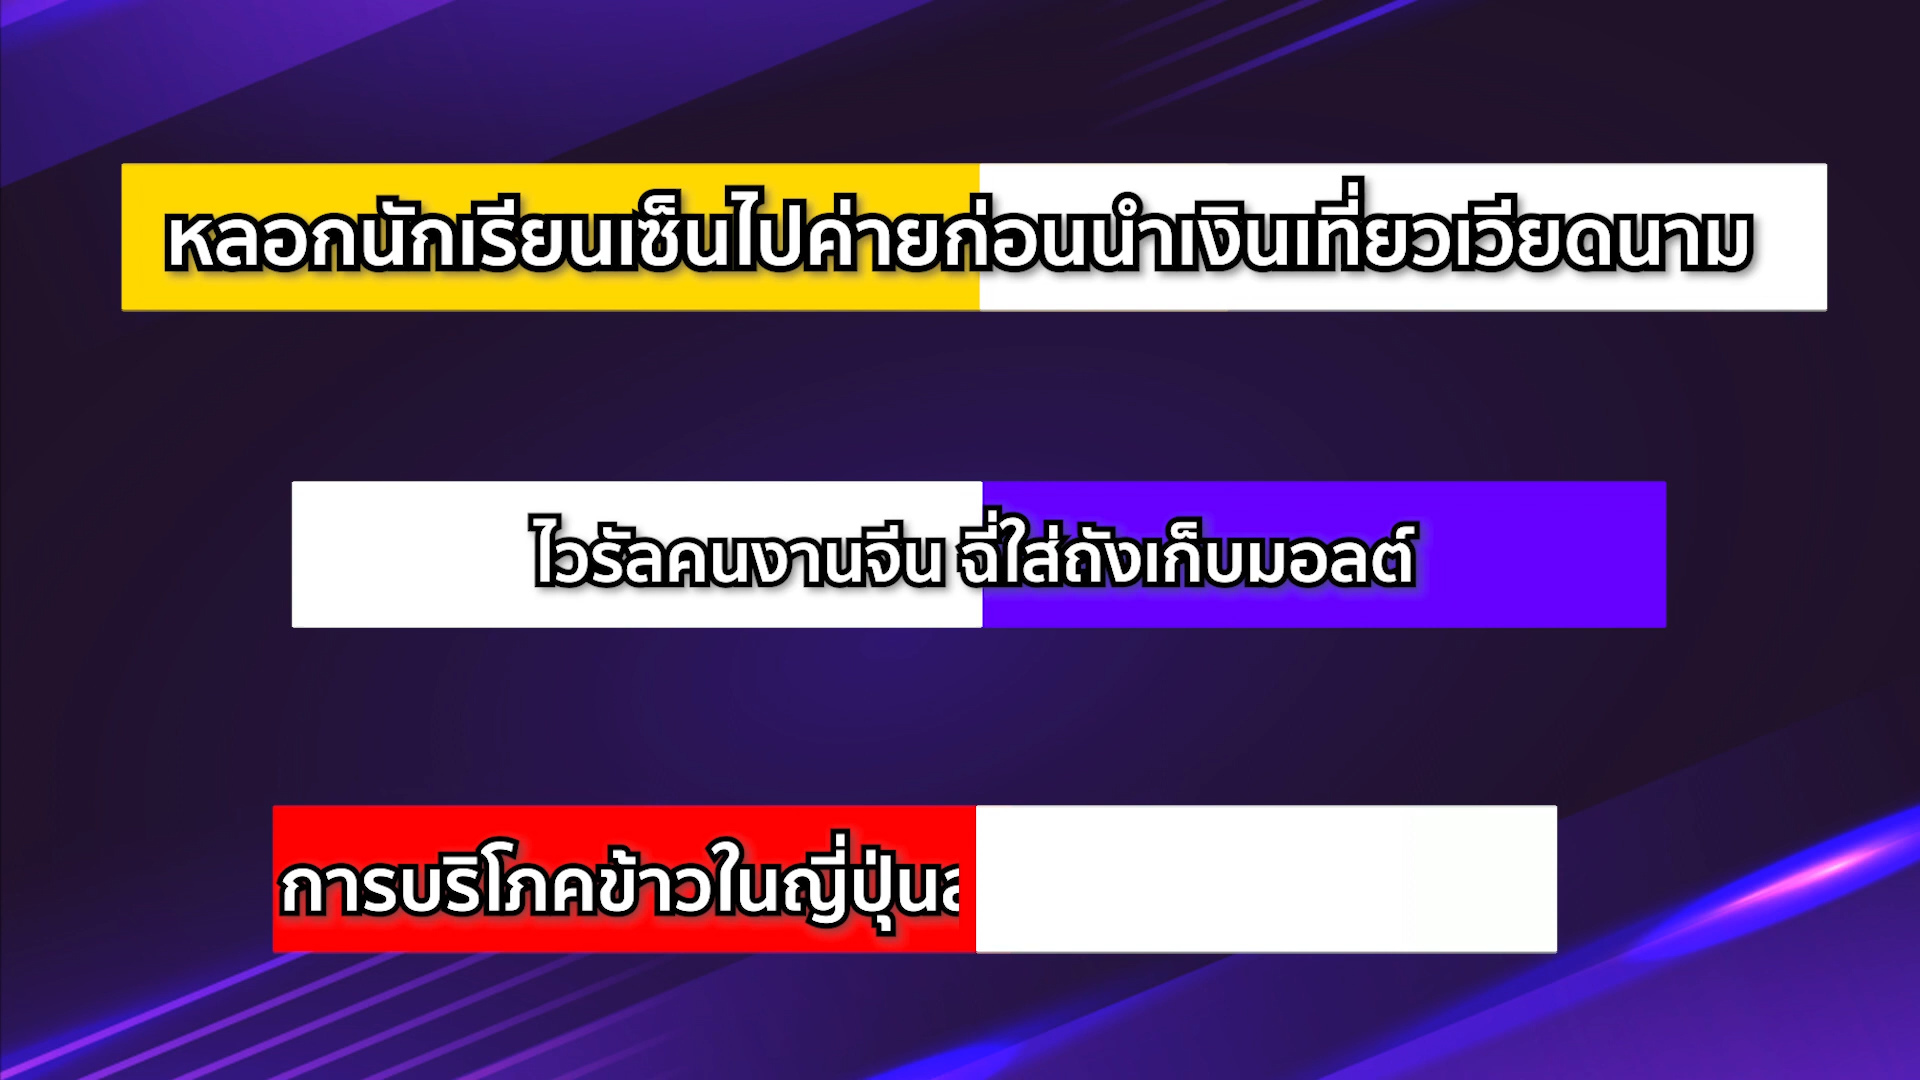 หลอกนักเรียนเซ็นไปค่ายก่อนนำเงินเที่ยวเวียดนาม
ไวรัลคนงานจีน ฉี่ใส่ถังเก็บมอลต์
การบริโภคข้าวในญี่ปุ่น